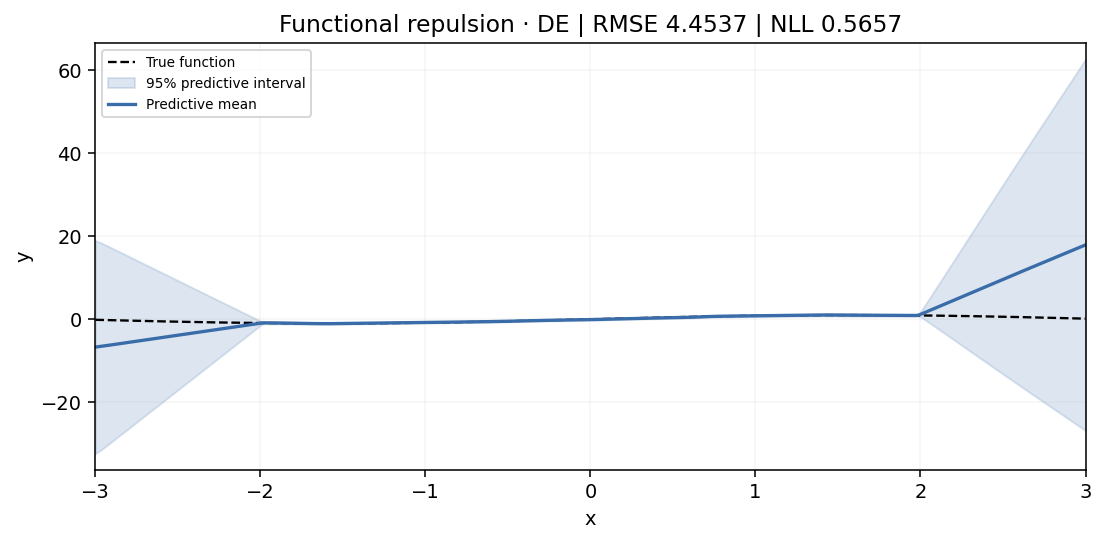 Functional repulsion · DE | RMSE 4.4537 | NLL 0.5657
True function
95% predictive interval
Predictive mean
60
40
20
0
−20
y
−3
−2
−1
0
1
2
3
x